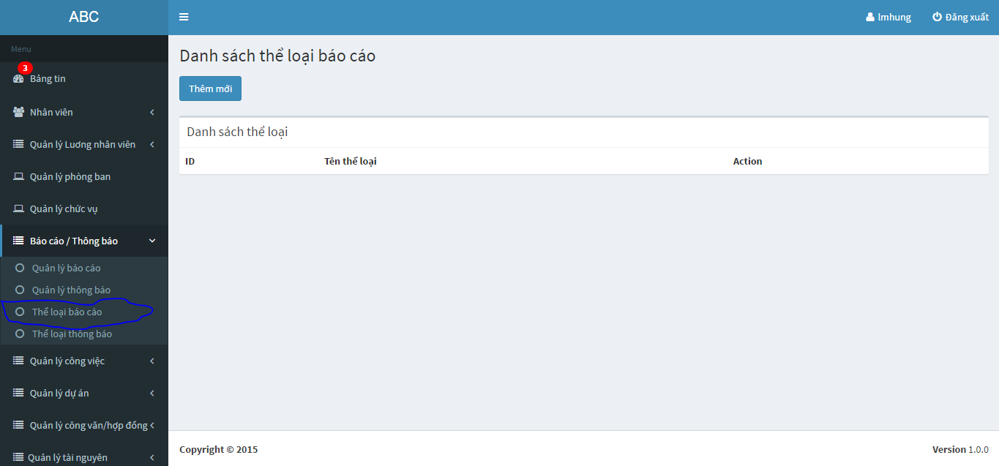 ABC
lmhung
Đăng xuất
Menu
3
Bảng tin
Nhân viên
Quản lý Lương nhân viên
Quản lý phòng ban
Quản lý chức vụ
Báo cáo / Thông báo
Quản lý báo cáo
Quản lý thông báo
Thể loại báo cáo
Thể loại thông báo
Quản lý công việc
Quản lý dự án
Quản lý công văn/hợp đồng
Quản lý tài nguyên
Danh sách thể loại báo cáo
Thêm mới
Danh sách thể loại
ID Tên thể loại Action
Copyright © 2015
Version 1.0.0